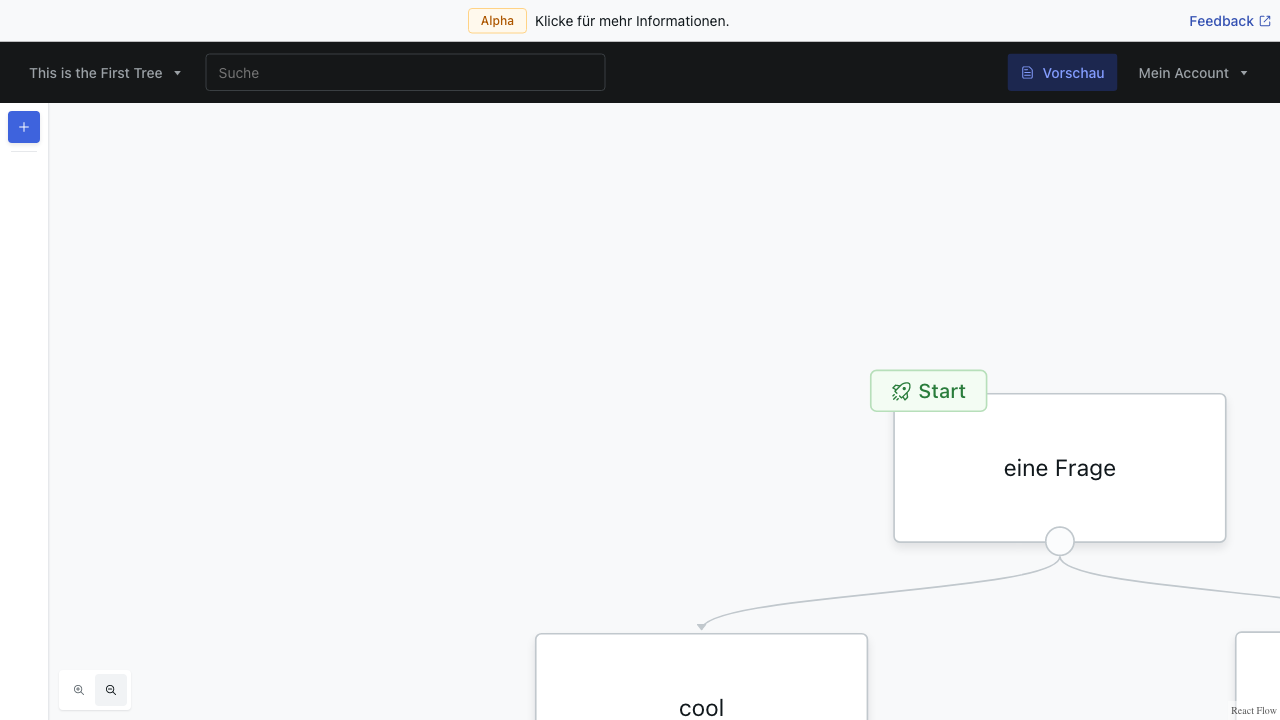 Alpha Klicke für mehr Informationen.
Feedback
This is the First Tree
Suche
Vorschau
Mein Account
Start
eine Frage
cool
React Flow